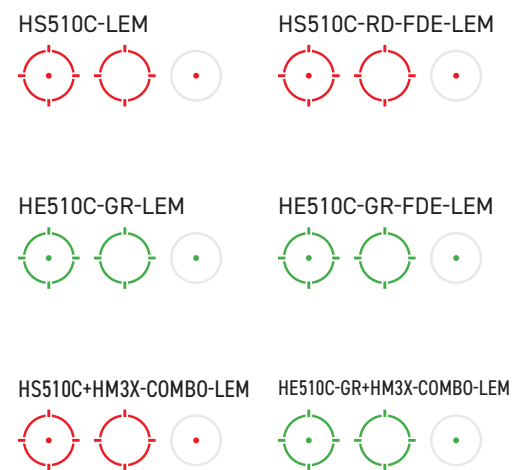 HS510C-LEM
HS510C-RD-FDE-LEM
HE510C-GR-LEM
HE510C-GR-FDE-LEM
HS510C+HM3X-COMBO-LEM
HE510C-GR+HM3X-COMBO-LEM